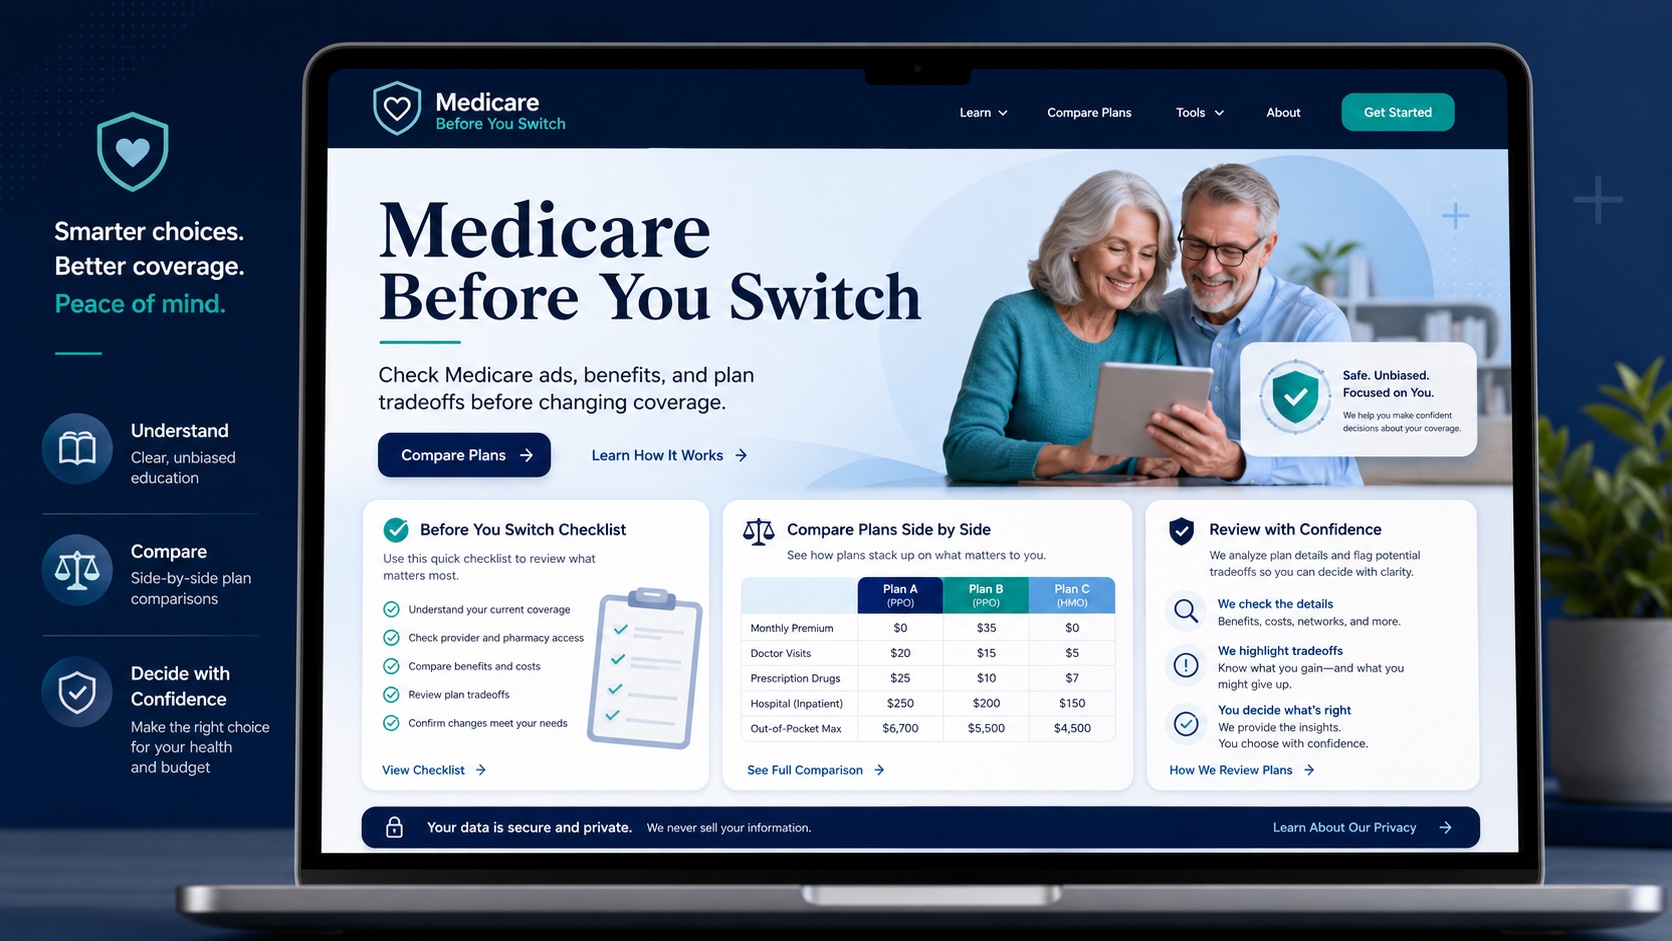 Smarter choices.
Better coverage.
Peace of mind.
Understand
Clear, unbiased
education
Compare
Side-by-side plan
comparisons
Decide with
Confidence
Make the right choice
for your health
and budget
Medicare
Before You Switch
Learn
Compare Plans
Tools
About
Get Started
Medicare
Before You Switch
Check Medicare ads, benefits, and plan
tradeoffs before changing coverage.
Compare Plans →
Learn How It Works →
Safe. Unbiased.
Focused on You.
We help you make confident
decisions about your coverage.
Before You Switch Checklist
Use this quick checklist to review what
matters most.
Understand your current coverage
Check provider and pharmacy access
Compare benefits and costs
Review plan tradeoffs
Confirm changes meet your needs
View Checklist →
Compare Plans Side by Side
See how plans stack up on what matters to you.
Plan A Plan B Plan C
(PPO) (PPO) (HMO)
Monthly Premium $0 $35 $0
Doctor Visits $20 $15 $5
Prescription Drugs $25 $10 $7
Hospital (Inpatient) $250 $200 $150
Out-of-Pocket Max $6,700 $5,500 $4,500
See Full Comparison →
Review with Confidence
We analyze plan details and flag potential
tradeoffs so you can decide with clarity.
We check the details
Benefits, costs, networks, and more.
We highlight tradeoffs
Know what you gain—and what you
might give up.
You decide what's right
We provide the insights.
You choose with confidence.
How We Review Plans →
Your data is secure and private. We never sell your information.
Learn About Our Privacy →